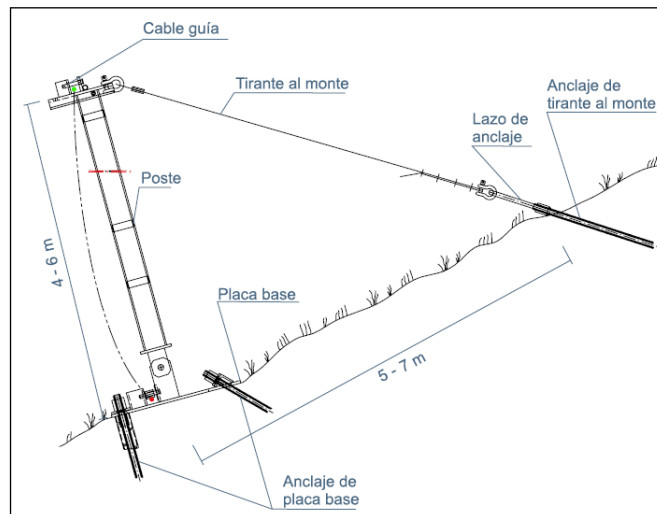 Cable guía
Tirante al monte
Anclaje de
tirante al monte
Lazo de
anclaje
Poste
4 - 6 m
Placa base
5 - 7 m
Anclaje de
placa base